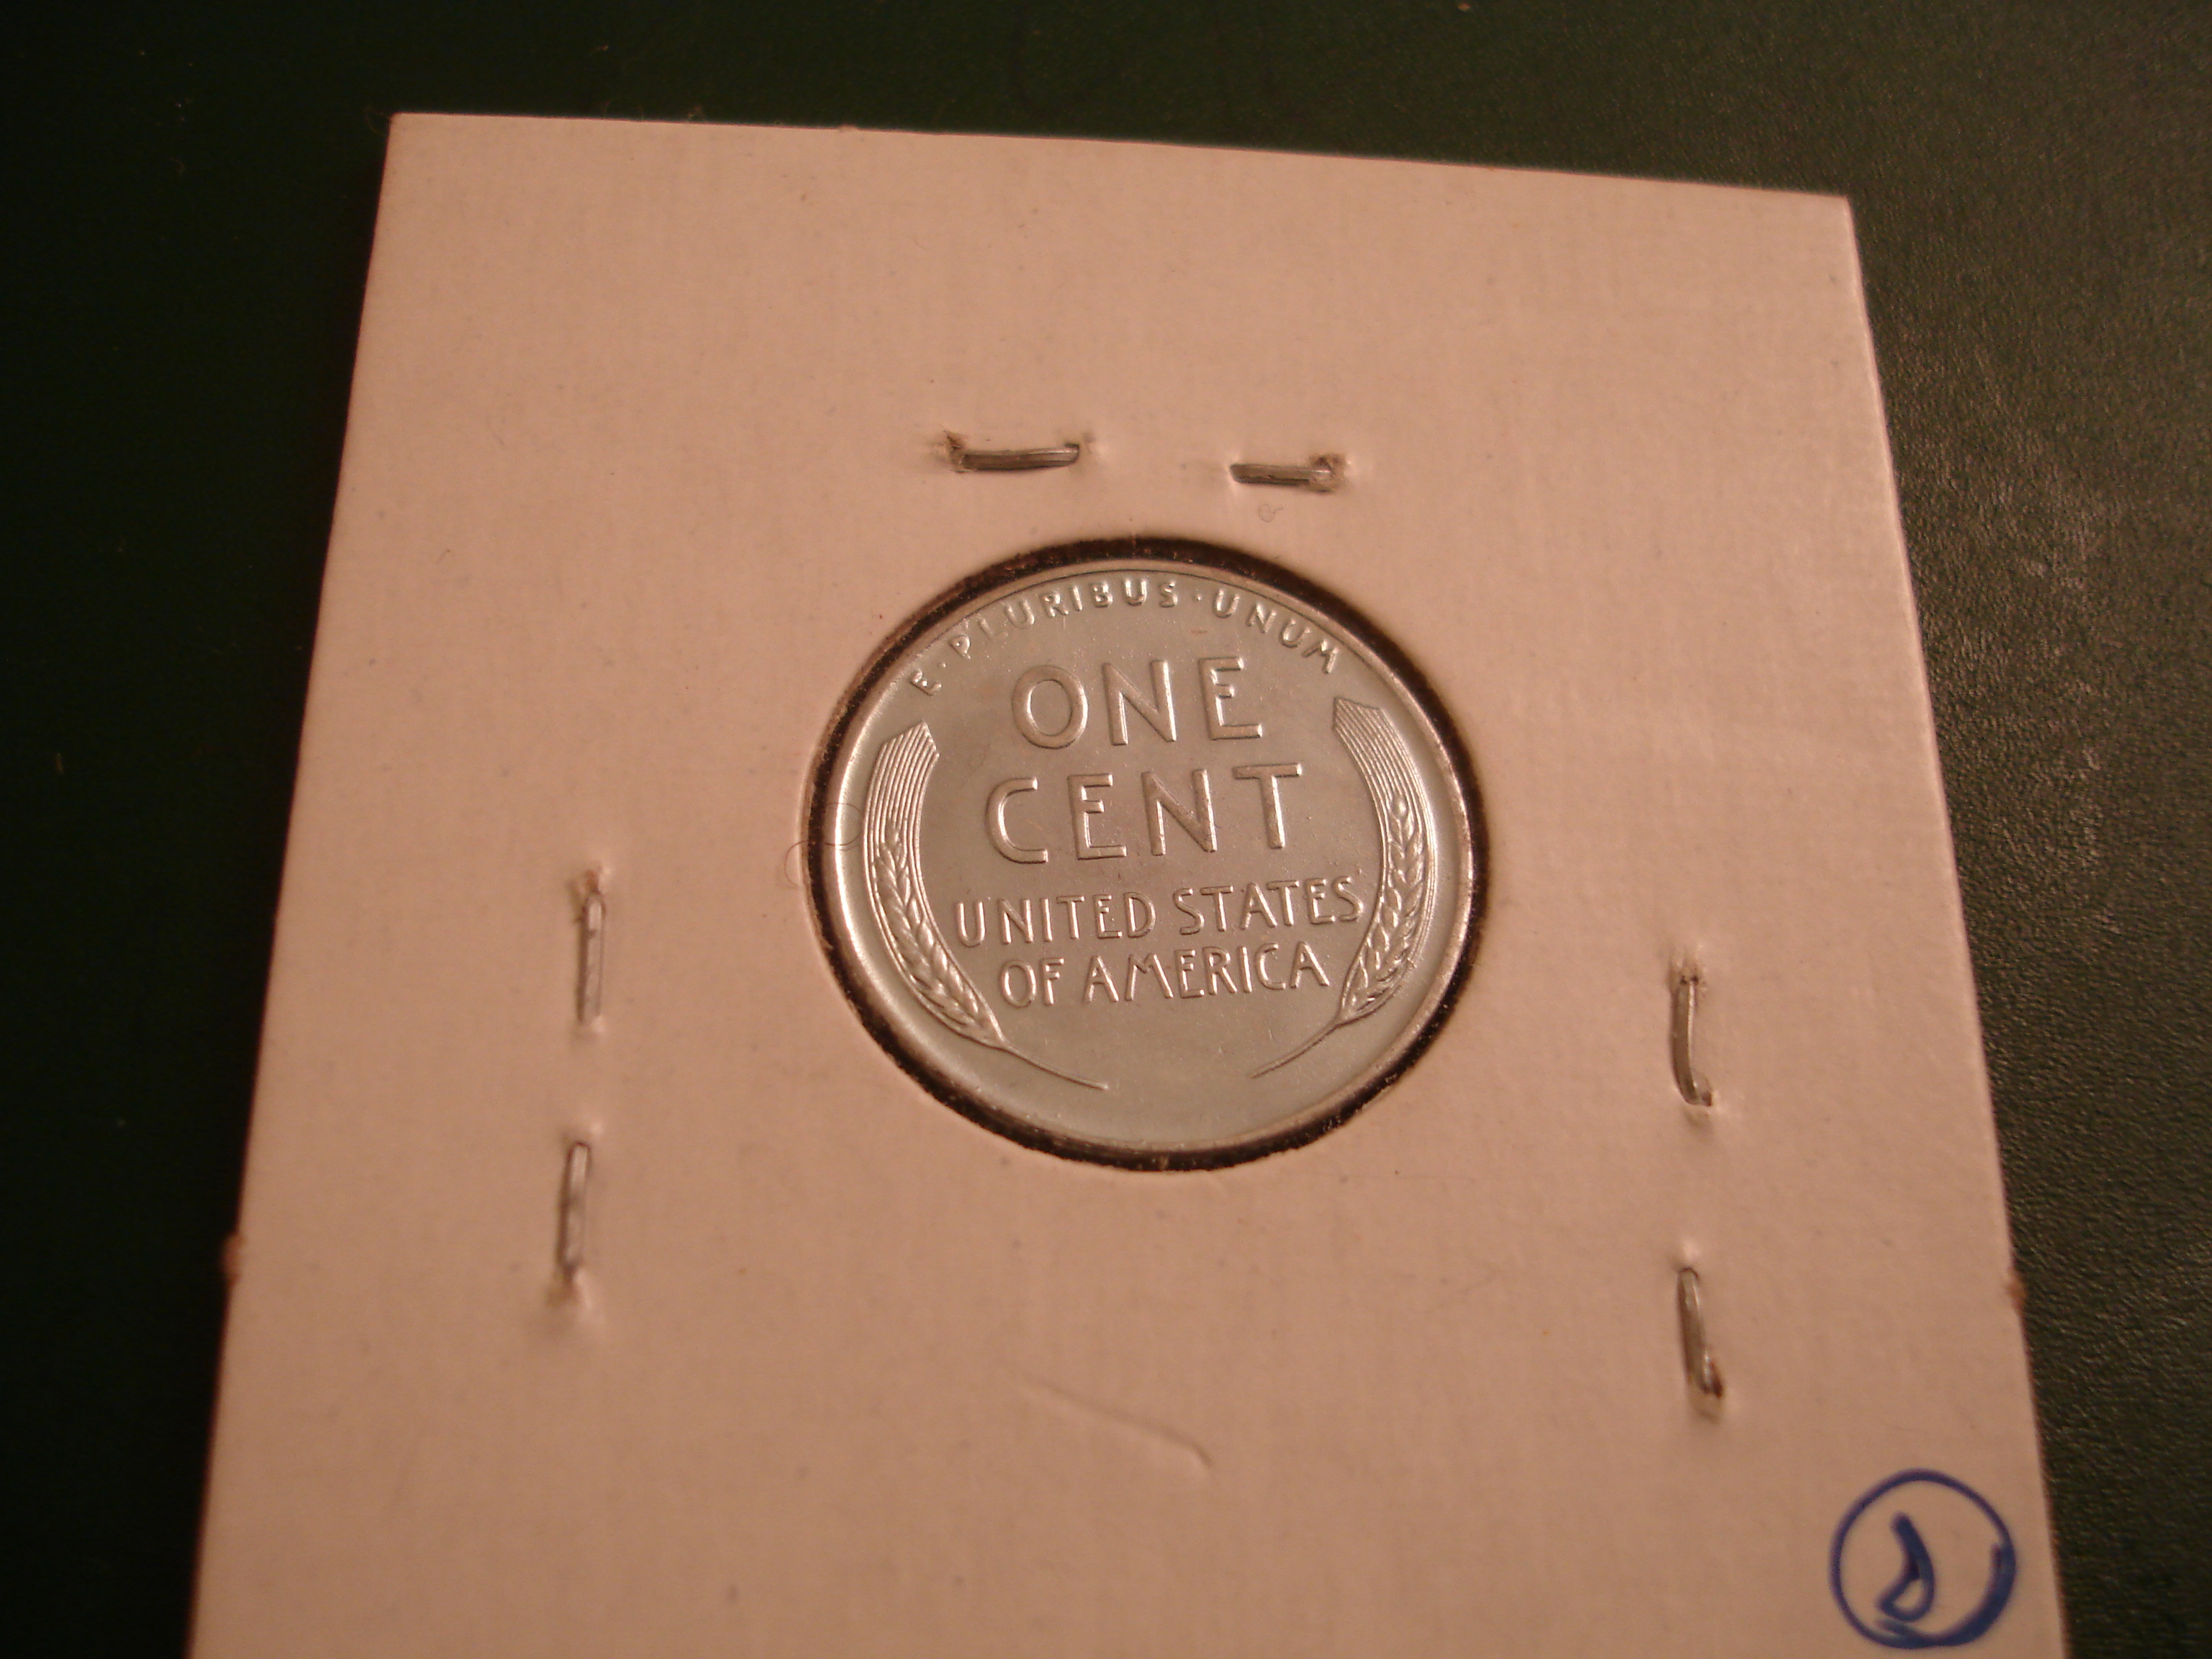 E·PLURIBUS·UNUM
ONE
CENT
UNITED STATES
OF AMERICA